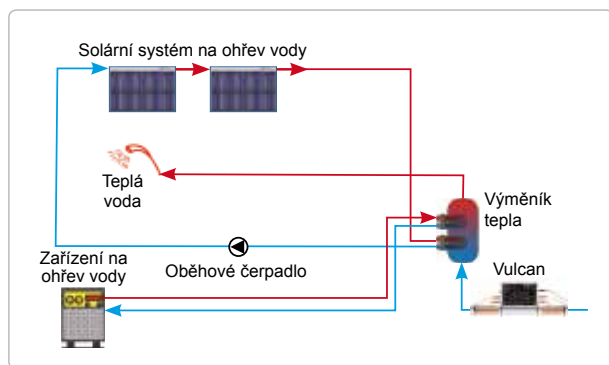 Solární systém na ohřev vody
Teplá
voda
Výměník
tepla
Zařízení na
ohřev vody
Oběhové čerpadlo
Vulcan